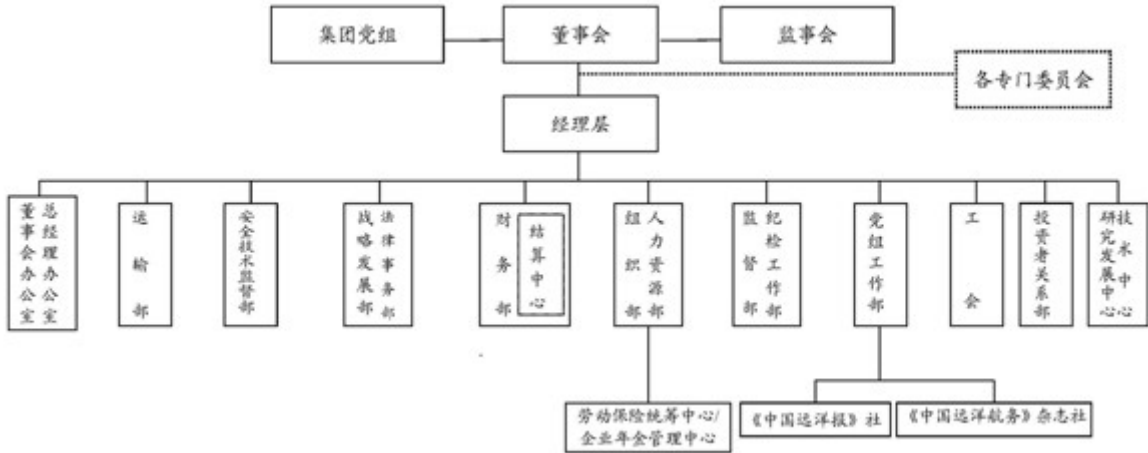 集团党组
董事会
监事会
各专门委员会
经理层
总经理办公室
董事会办公室
运输部
安全技术监督部
法律事务部
战略发展部
财务部
结算中心
人力资源部
组织部
纪检工作部
监督部
党组工作部
工会
投资者关系部
技术中心
研究发展中心
劳动保险统筹中心/
企业年金管理中心
《中国远洋报》社
《中国远洋航务》杂志社